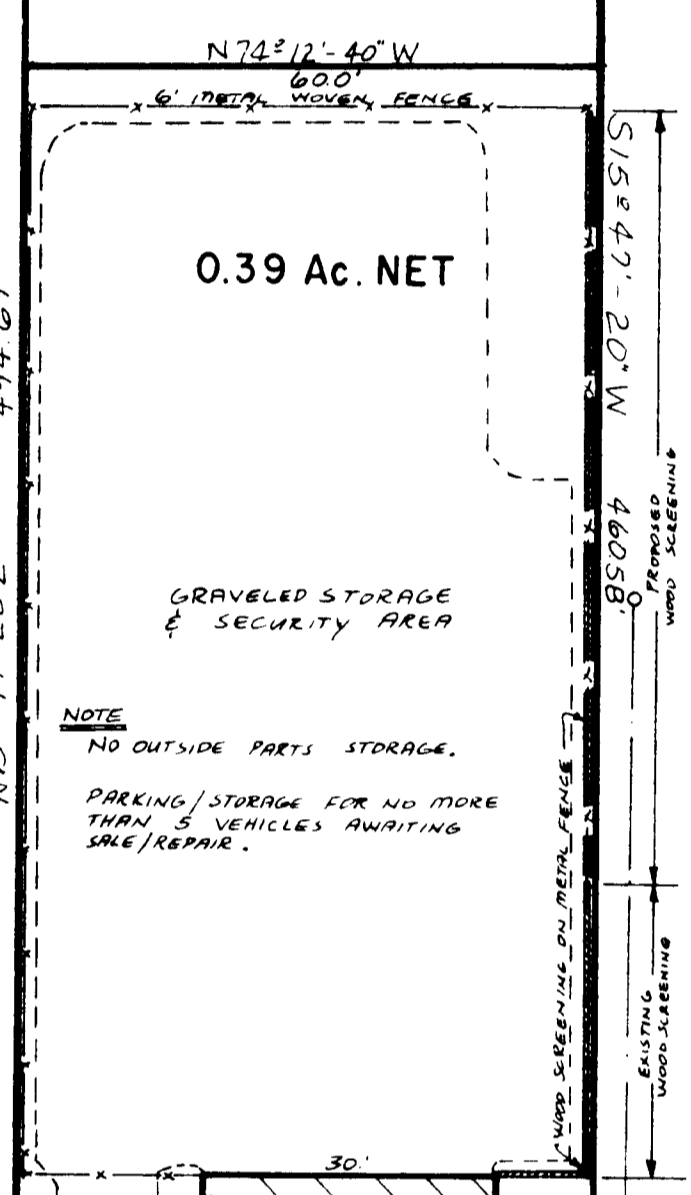 N 74° 12'- 40" W
60.0'
6' METAL WOVEN FENCE
0.39 Ac. NET
S 15° 47'- 20" W 460.58'
PROPOSED
WOOD SCREENING
GRAVELED STORAGE
& SECURITY AREA
NOTE
NO OUTSIDE PARTS STORAGE.
PARKING/STORAGE FOR NO MORE
THAN 5 VEHICLES AWAITING
SALE/REPAIR.
WOOD SCREENING ON METAL FENCE
EXISTING
WOOD SCREENING
30'